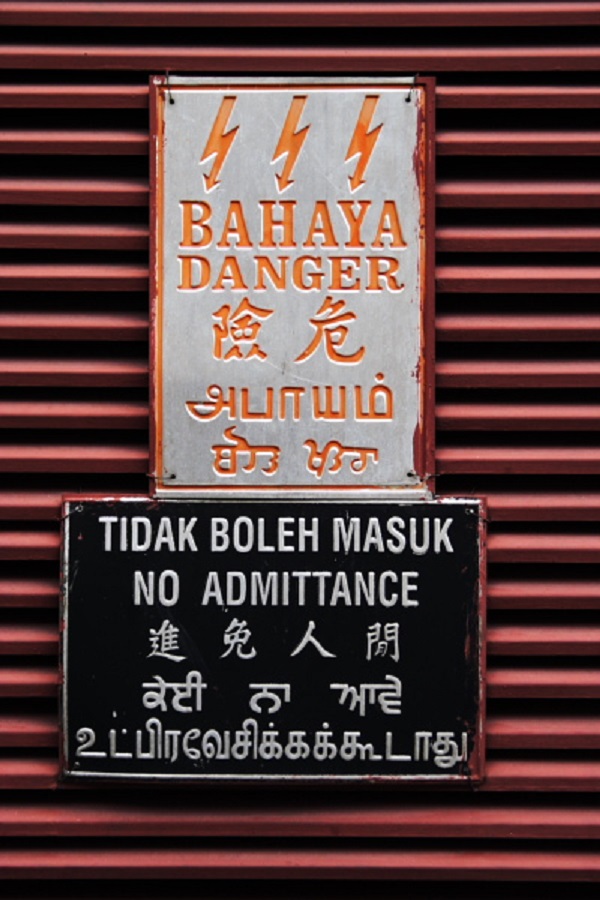 BAHAYA
DANGER
危險
அபாயம்
ਖਤਰਾ
TIDAK BOLEH MASUK
NO ADMITTANCE
閒人免進
ਕੋਈ ਨਾ ਆਵੇ
உட்பிரவேசிக்கக்கூடாது